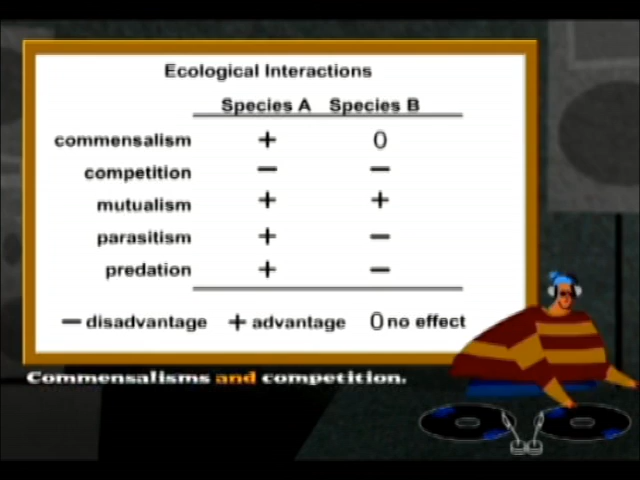 Ecological Interactions
Species A Species B
commensalism + 0
competition − −
mutualism + +
parasitism + −
predation + −
− disadvantage + advantage 0 no effect
Commensalisms and competition.